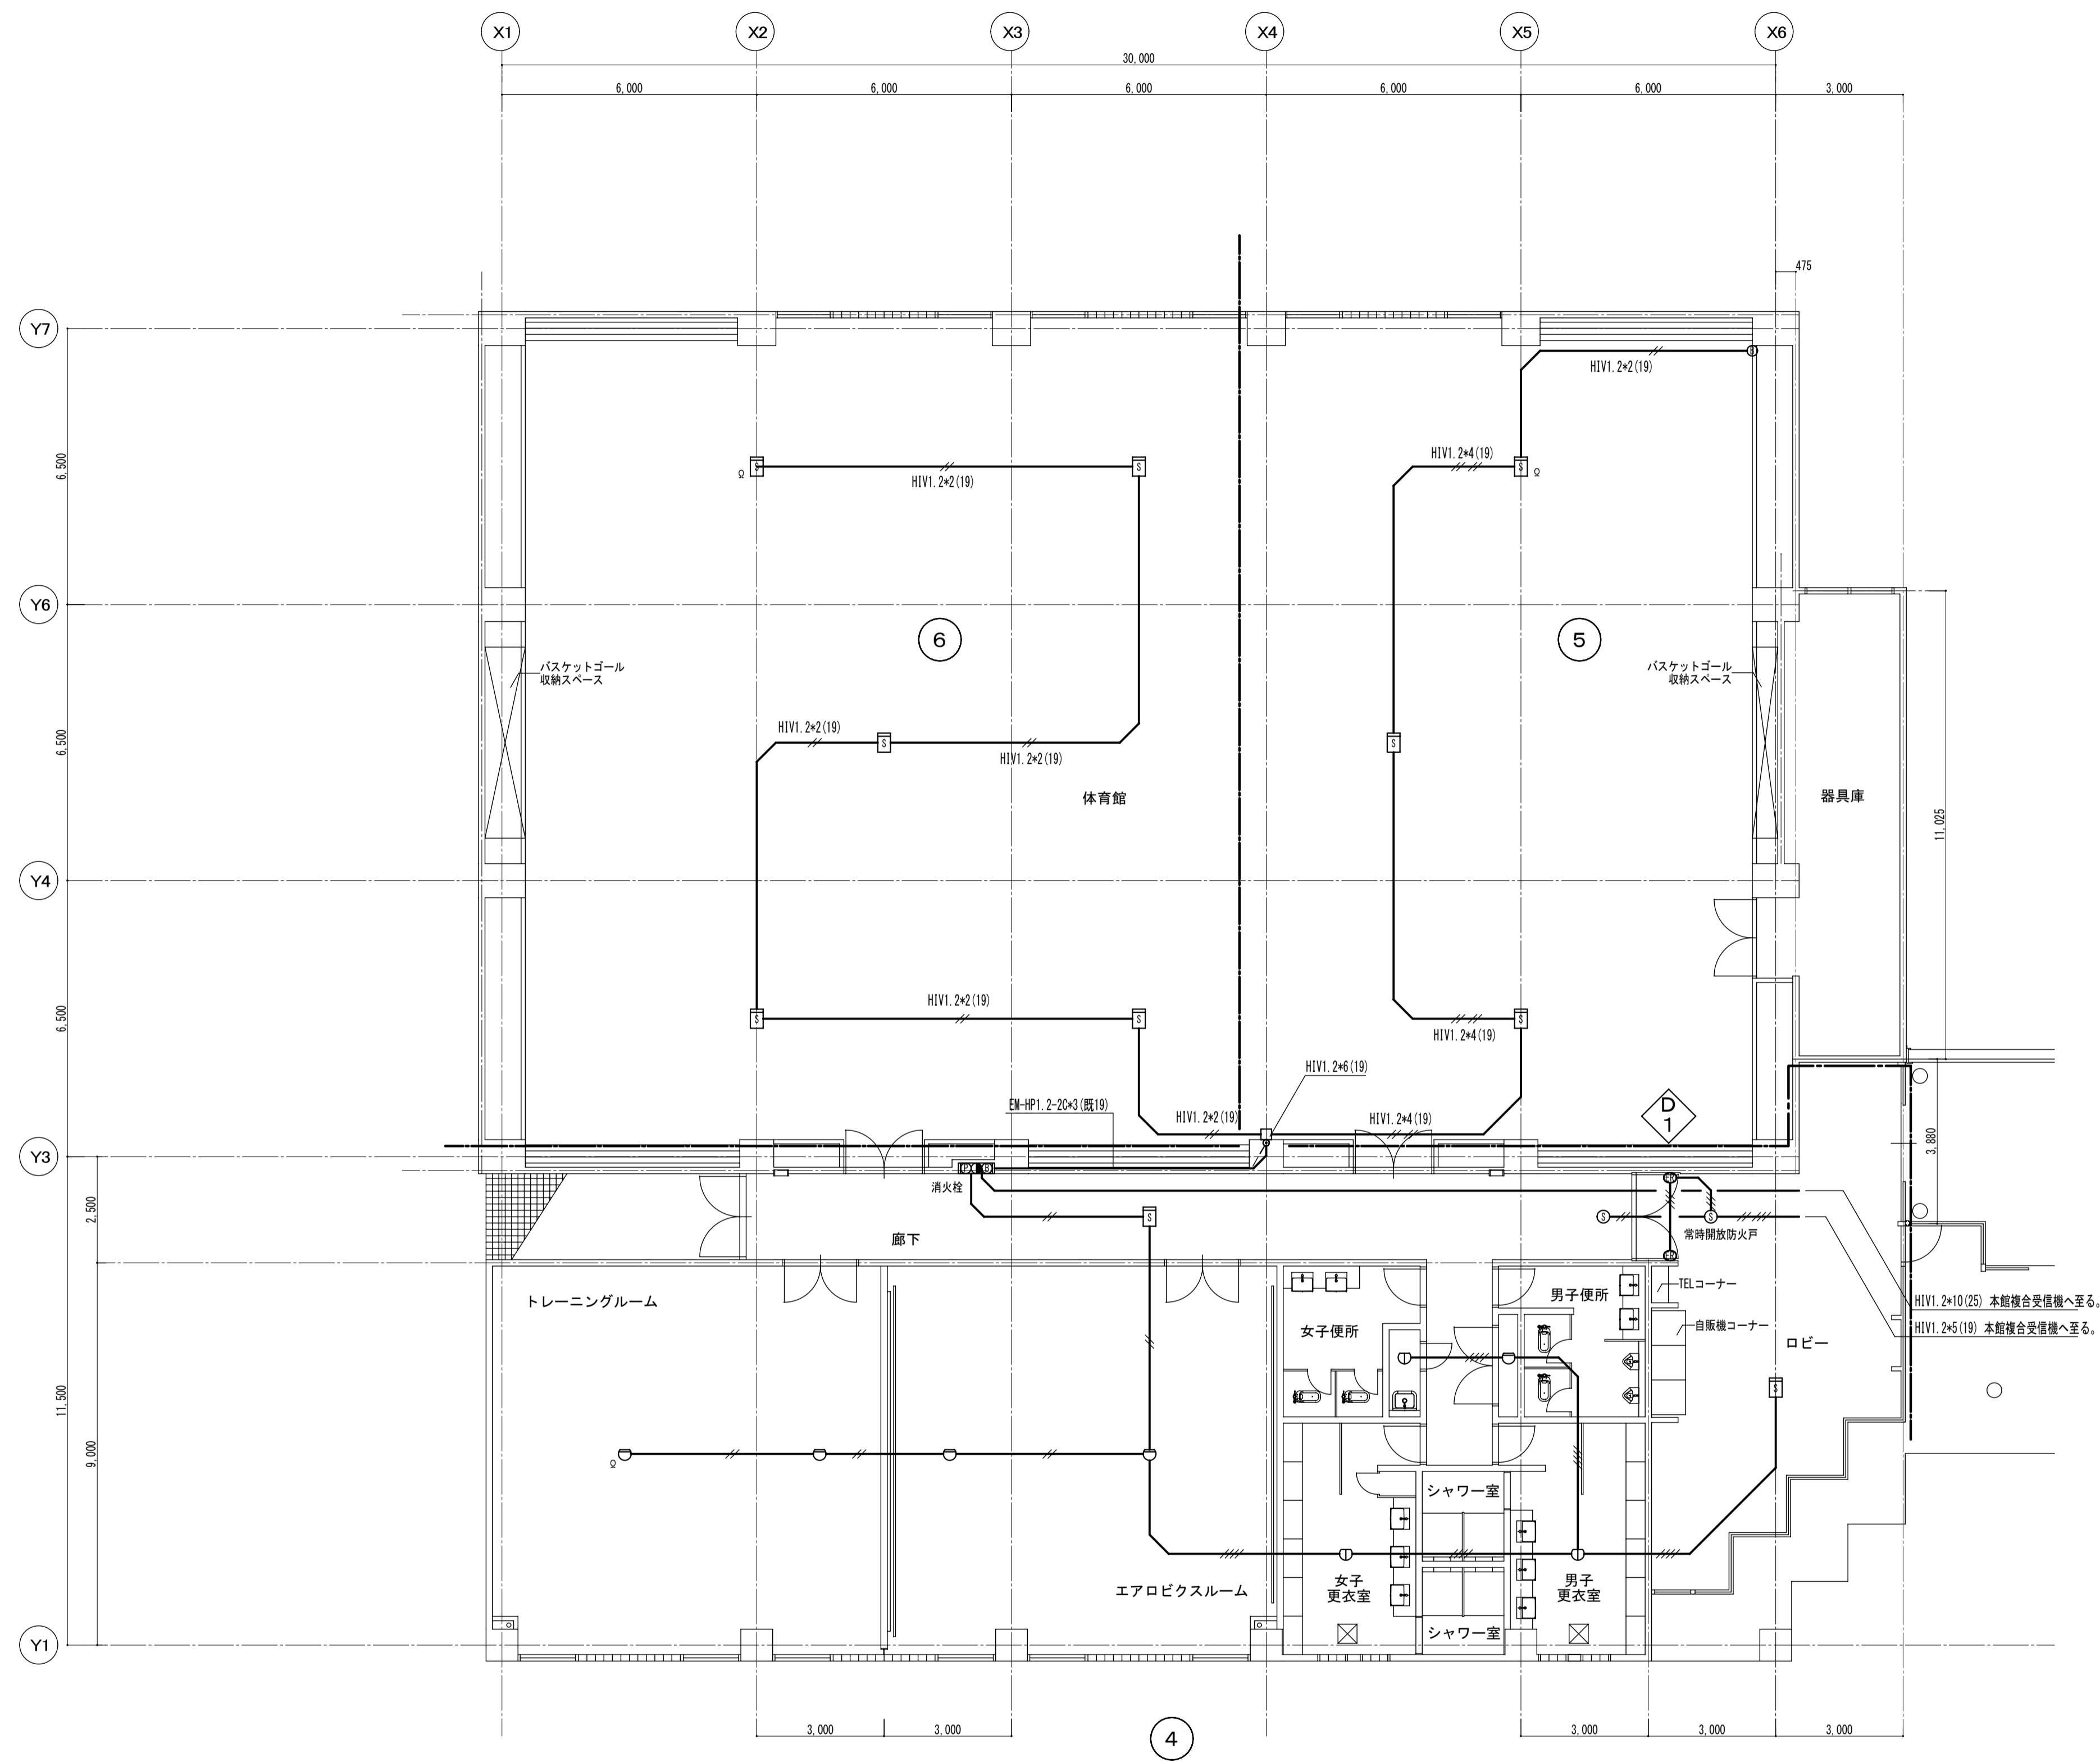 X1
X2
X3
X4
X5
X6
30,000
6,000
6,000
6,000
6,000
6,000
3,000
475
Y7
HIV1.2*2(19)
6,500
S
Ω
HIV1.2*2(19)
S
HIV1.2*4(19)
S
Ω
Y6
6
5
バスケットゴール
収納スペース
バスケットゴール
収納スペース
6,500
HIV1.2*2(19)
S
HIV1.2*2(19)
S
体育館
器具庫
11,025
Y4
6,500
HIV1.2*2(19)
S
S
HIV1.2*4(19)
S
HIV1.2*6(19)
EM-HP1.2-2C*3(既19)
HIV1.2*2(19)
HIV1.2*4(19)
D
1
3,880
Y3
P
B
消火栓
2,500
廊下
S
S
S
ER
ER
常時開放防火戸
トレーニングルーム
女子便所
男子便所
TELコーナー
自販機コーナー
ロビー
HIV1.2*10(25) 本館複合受信機へ至る。
HIV1.2*5(19) 本館複合受信機へ至る。
S
11,500
9,000
Ω
シャワー室
エアロビクスルーム
女子
更衣室
男子
更衣室
シャワー室
Y1
3,000
3,000
3,000
3,000
3,000
4